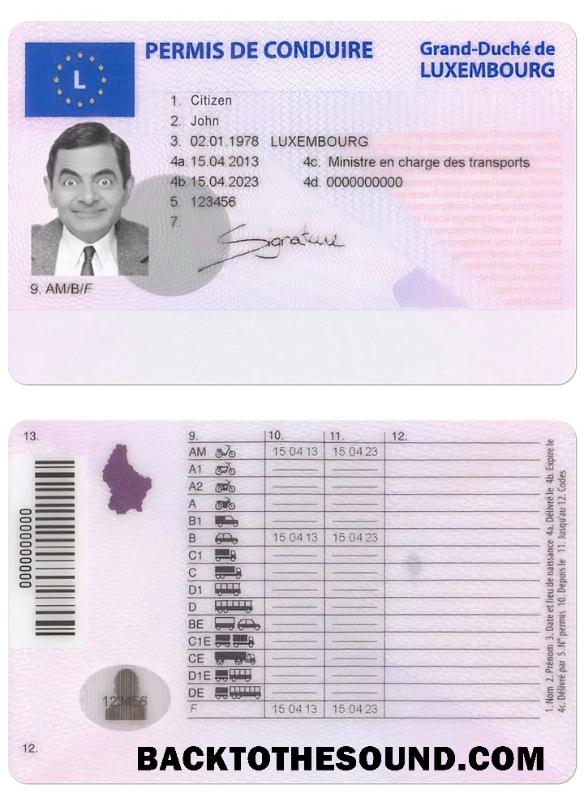 PERMIS DE CONDUIRE
Grand-Duché de
LUXEMBOURG
L
1. Citizen
2. John
3. 02.01.1978 LUXEMBOURG
4a. 15.04.2013 4c. Ministre en charge des transports
4b. 15.04.2023 4d. 0000000000
5. 123456
7.
Signature
9. AM/B/F
13.
0000000000
9. 10. 11. 12.
AM 15 04 13 15 04 23
A1
A2
A
B1
B 15 04 13 15 04 23
C1
C
D1
D
BE
C1E
CE
D1E
DE
F 15 04 13 15 04 23
1. Nom 2. Prénom 3. Date et lieu de naissance 4a. Délivré le 4b. Expire le
4c. Délivré par 5. N° permis 10. Depuis le 11. Jusqu'au 12. Codes
123456
12.
BACKTOTHESOUND.COM